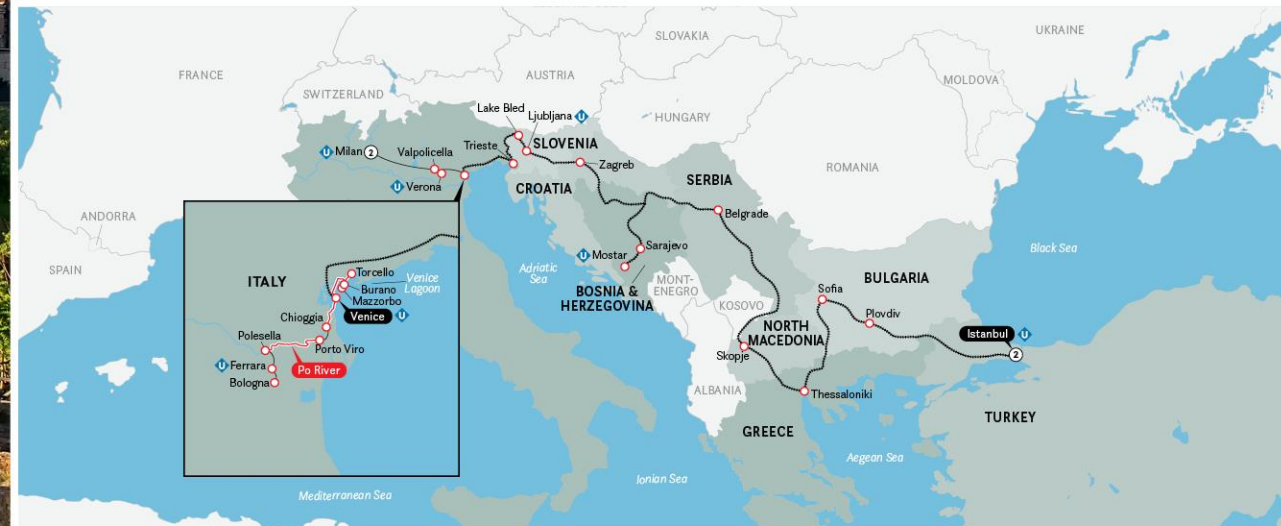 SLOVAKIA
UKRAINE
FRANCE
AUSTRIA
MOLDOVA
SWITZERLAND
Lake Bled
Ljubljana U
HUNGARY
U Milan 2
Valpolicella
Trieste
SLOVENIA
U Verona
Zagreb
ROMANIA
CROATIA
SERBIA
Belgrade
ANDORRA
SPAIN
Sarajevo
U Mostar
Adriatic
Sea
BOSNIA &
HERZEGOVINA
MONT-
ENEGRO
KOSOVO
Black Sea
BULGARIA
Sofia
Plovdiv
Istanbul U
2
NORTH
MACEDONIA
Skopje
ALBANIA
Thessaloniki
GREECE
TURKEY
Aegean Sea
Ionian Sea
Mediterranean Sea
ITALY
Torcello
Burano
Mazzorbo
Venice
Lagoon
Venice U
Chioggia
Polesella
Porto Viro
Po River
U Ferrara
Bologna